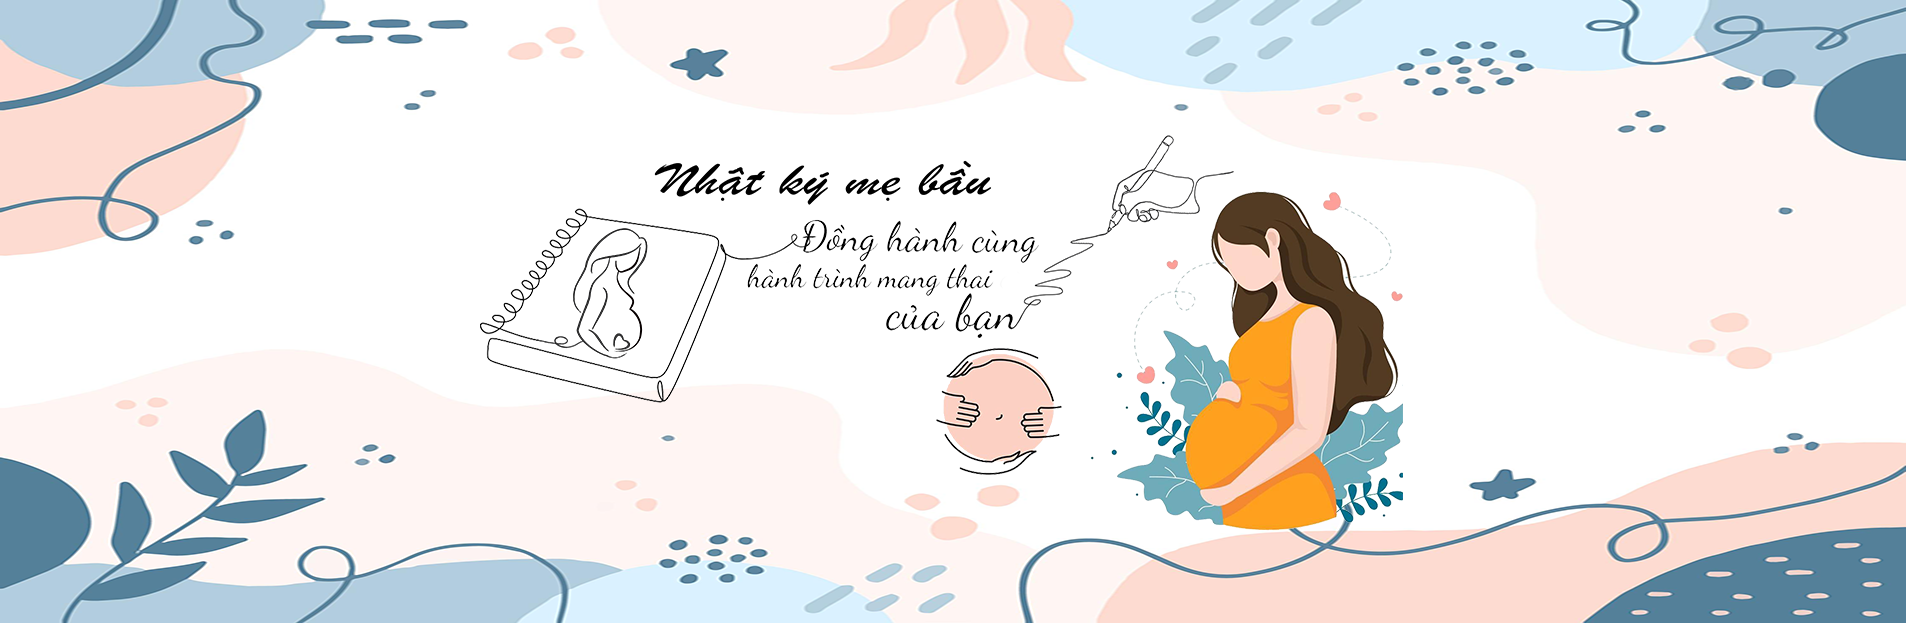 Nhật ký mẹ bầu
Đồng hành cùng
hành trình mang thai
của bạn